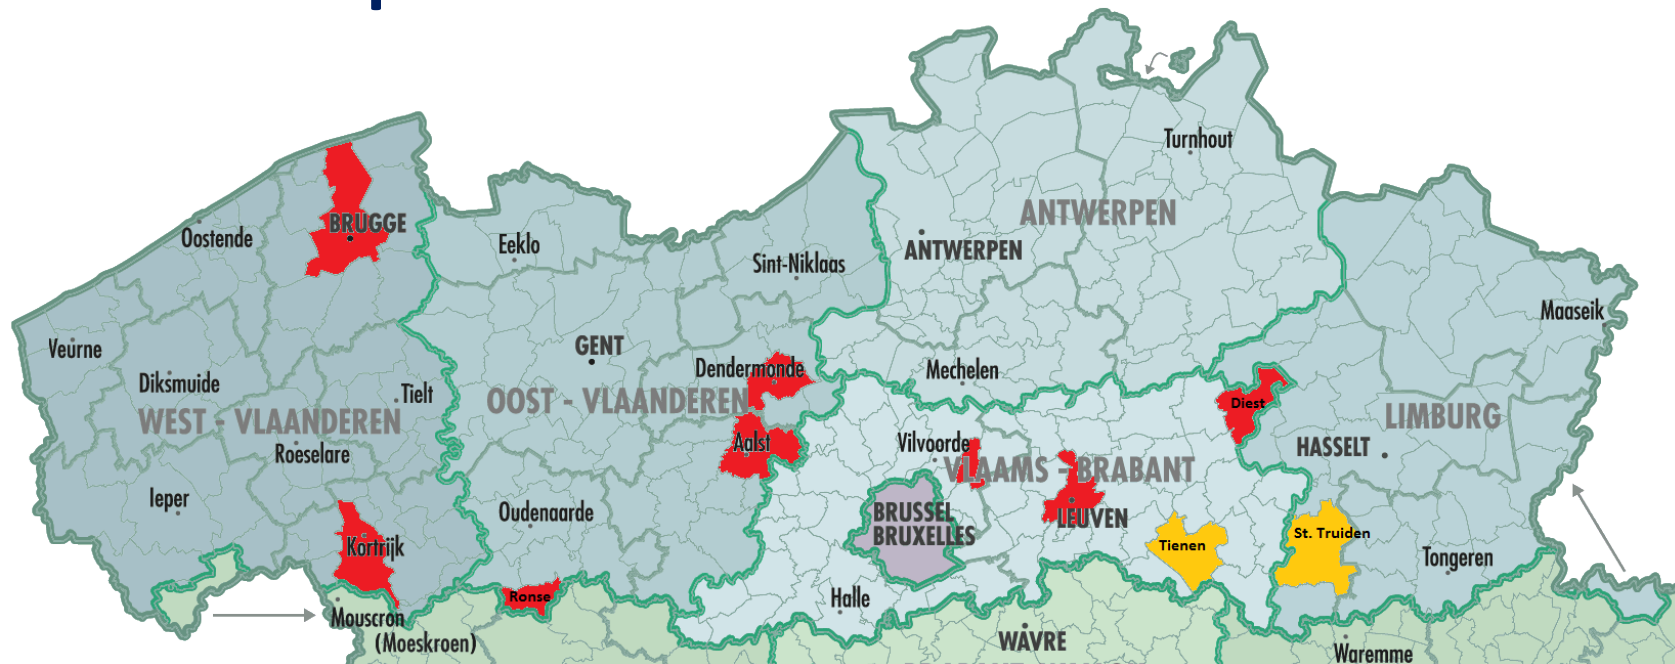 Turnhout
ANTWERPEN
BRUGGE
Oostende
Eeklo
ANTWERPEN
Sint-Niklaas
Maaseik
Veurne
GENT
Dendermonde
Mechelen
Diksmuide
Tielt
OOST - VLAANDEREN
Diest
WEST - VLAANDEREN
LIMBURG
Aalst
Vilvoorde
HASSELT
Roeselare
VLAAMS - BRABANT
Ieper
Oudenaarde
BRUSSEL
BRUXELLES
LEUVEN
St. Truiden
Kortrijk
Tienen
Tongeren
Ronse
Halle
Mouscron
(Moeskroen)
WAVRE
Waremme